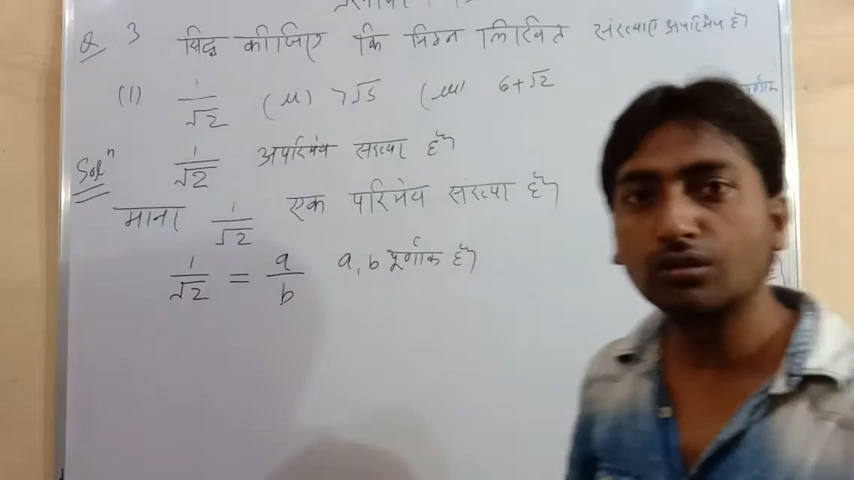 Q 3 सिद्ध कीजिए कि निम्न लिखित संख्याए अपरिमेय है
(1) 1/√2 (ii) 7√5 (iii) 6+√2
Solⁿ 1/√2 अपरिमेय संख्या है
माना 1/√2 एक परिमेय संख्या है
1/√2 = a/b a, b पूर्णांक है